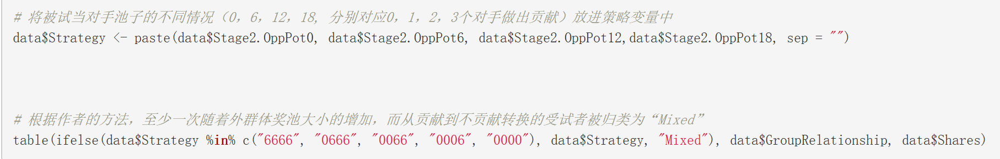 # 将被试当对手池子的不同情况（0，6，12，18, 分别对应0，1，2，3个对手做出贡献）放进策略变量中
data$Strategy <- paste(data$Stage2.OppPot0, data$Stage2.OppPot6, data$Stage2.OppPot12,data$Stage2.OppPot18, sep = "")
# 根据作者的方法，至少一次随着外群体奖池大小的增加，而从贡献到不贡献转换的受试者被归类为“Mixed”
table(ifelse(data$Strategy %in% c("6666", "0666", "0066", "0006", "0000"), data$Strategy, "Mixed"), data$GroupRelationship, data$Shares)